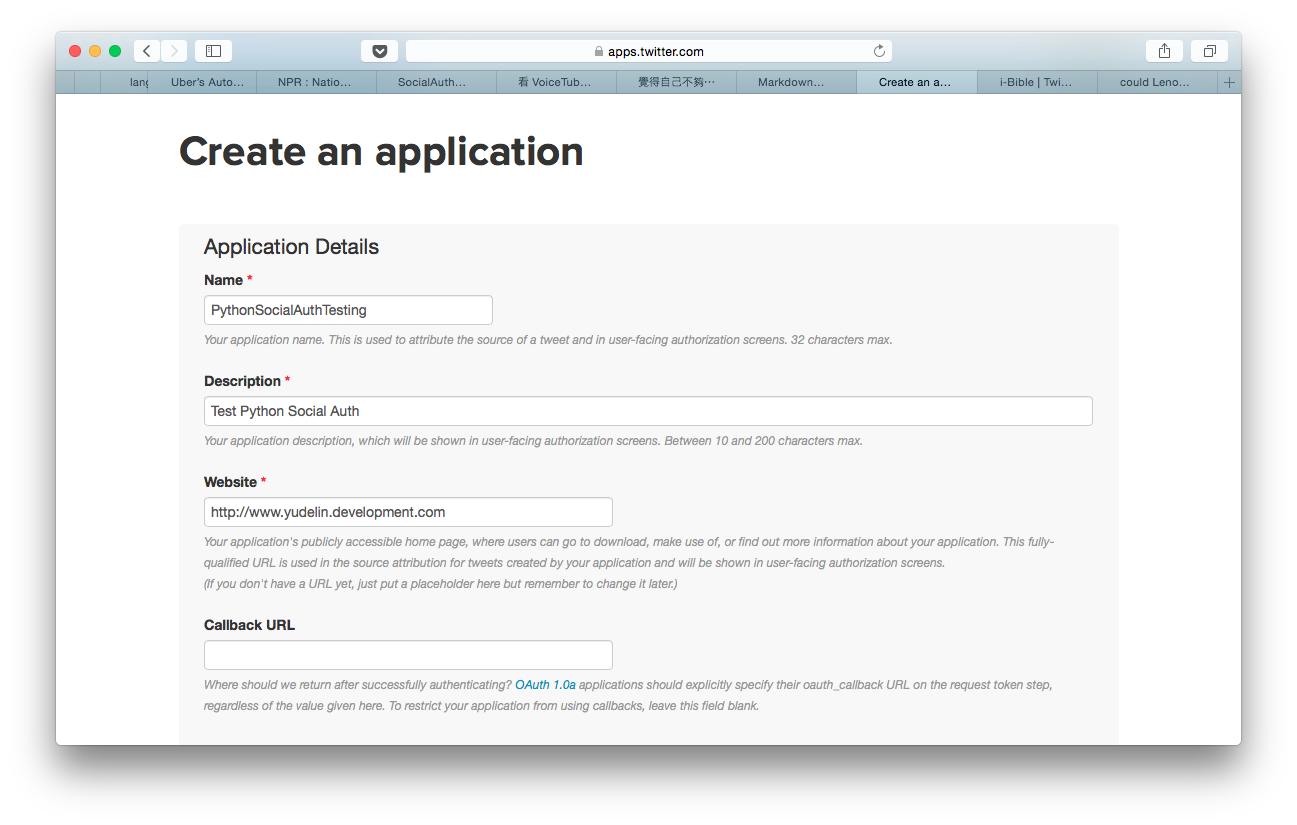 apps.twitter.com
lang
Uber's Auto...
NPR : Natio...
SocialAuth...
看 VoiceTub...
覺得自己不夠⋯
Markdown...
Create an a...
i-Bible | Twi...
could Leno...
Create an application
Application Details
Name *
PythonSocialAuthTesting
Your application name. This is used to attribute the source of a tweet and in user-facing authorization screens. 32 characters max.
Description *
Test Python Social Auth
Your application description, which will be shown in user-facing authorization screens. Between 10 and 200 characters max.
Website *
http://www.yudelin.development.com
Your application's publicly accessible home page, where users can go to download, make use of, or find out more information about your application. This fully-
qualified URL is used in the source attribution for tweets created by your application and will be shown in user-facing authorization screens.
(If you don't have a URL yet, just put a placeholder here but remember to change it later.)
Callback URL
Where should we return after successfully authenticating? OAuth 1.0a applications should explicitly specify their oauth_callback URL on the request token step,
regardless of the value given here. To restrict your application from using callbacks, leave this field blank.